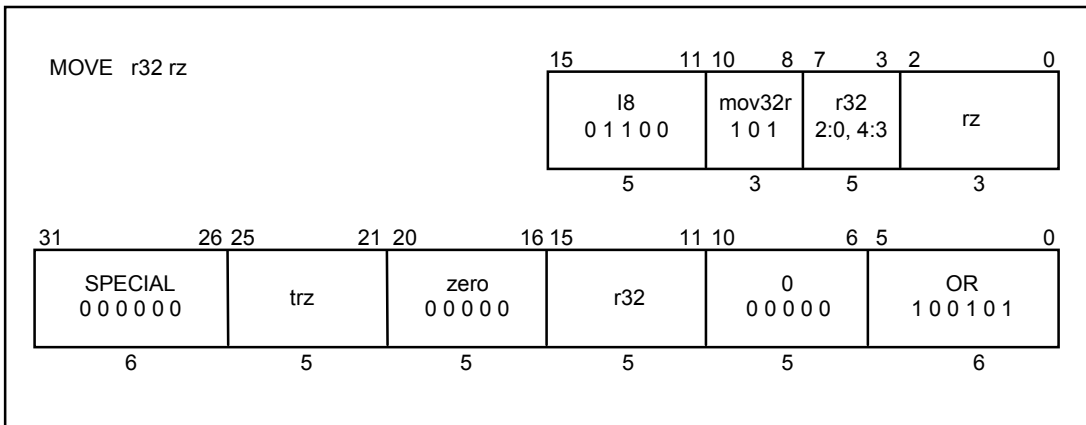 MOVE r32 rz
15 11 10 8 7 3 2 0
I8 mov32r r32 rz
0 1 1 0 0 1 0 1 2:0, 4:3
5 3 5 3
31 26 25 21 20 16 15 11 10 6 5 0
SPECIAL trz zero r32 0 OR
0 0 0 0 0 0 0 0 0 0 0 0 0 0 0 0 1 0 0 1 0 1
6 5 5 5 5 6